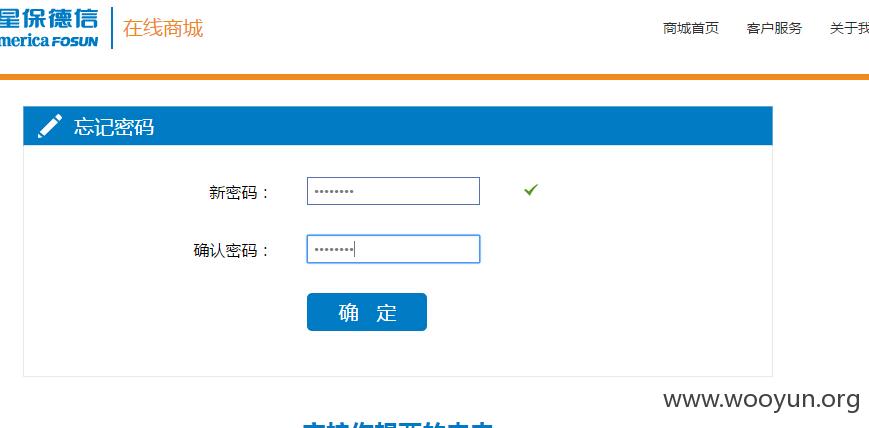 星保德信
merica FOSUN
在线商城
商城首页 客户服务 关于我
忘记密码
新密码：
确认密码：
确 定
www.wooyun.org